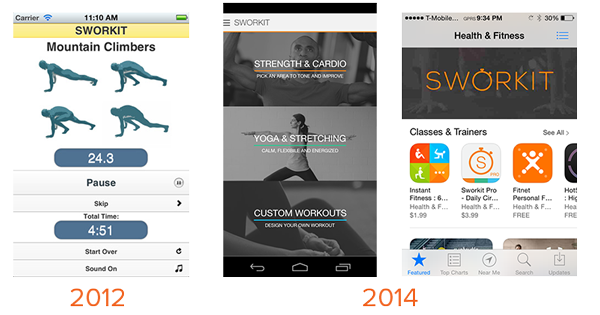 Carrier 11:10 AM
SWORKIT
Mountain Climbers
24.3
Pause
Skip
Total Time:
4:51
Start Over
Sound On
2012
SWORKIT
STRENGTH & CARDIO
PICK AN AREA TO TONE AND IMPROVE
YOGA & STRETCHING
CALM, FLEXIBLE AND ENERGIZED
CUSTOM WORKOUTS
DESIGN YOUR OWN WORKOUT
T-Mobile... GPRS 9:34 PM 30%
Health & Fitness
SWORKIT
Classes & Trainers See All >
Instant Fitness : 6...
Health & F...
$1.99
S
PRO
Sworkit Pro - Daily Cir...
Health & F...
$3.99
Fitnet Personal F...
Health & F...
FREE
HotS
: Hig
Healt
FREE
Featured Top Charts Near Me Search Updates
2014